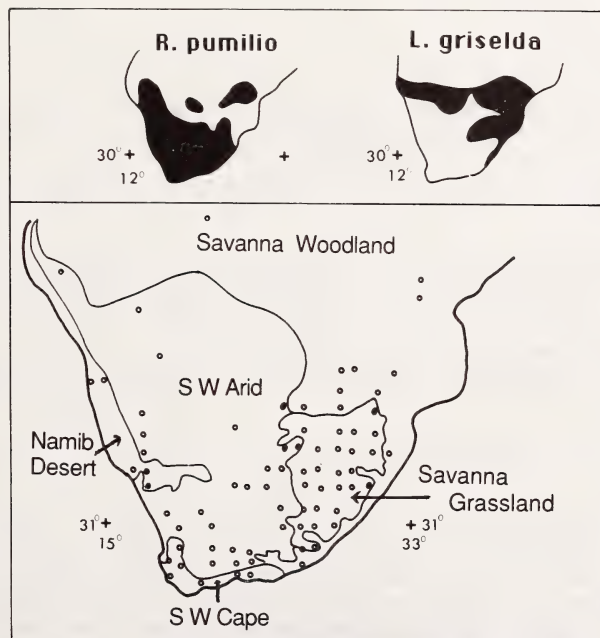 R. pumilio
L. griselda
30° +
12°
+
30° +
12°
Savanna Woodland
S W Arid
Namib
Desert
Savanna
Grassland
31° +
15°
+ 31°
33°
S W Cape